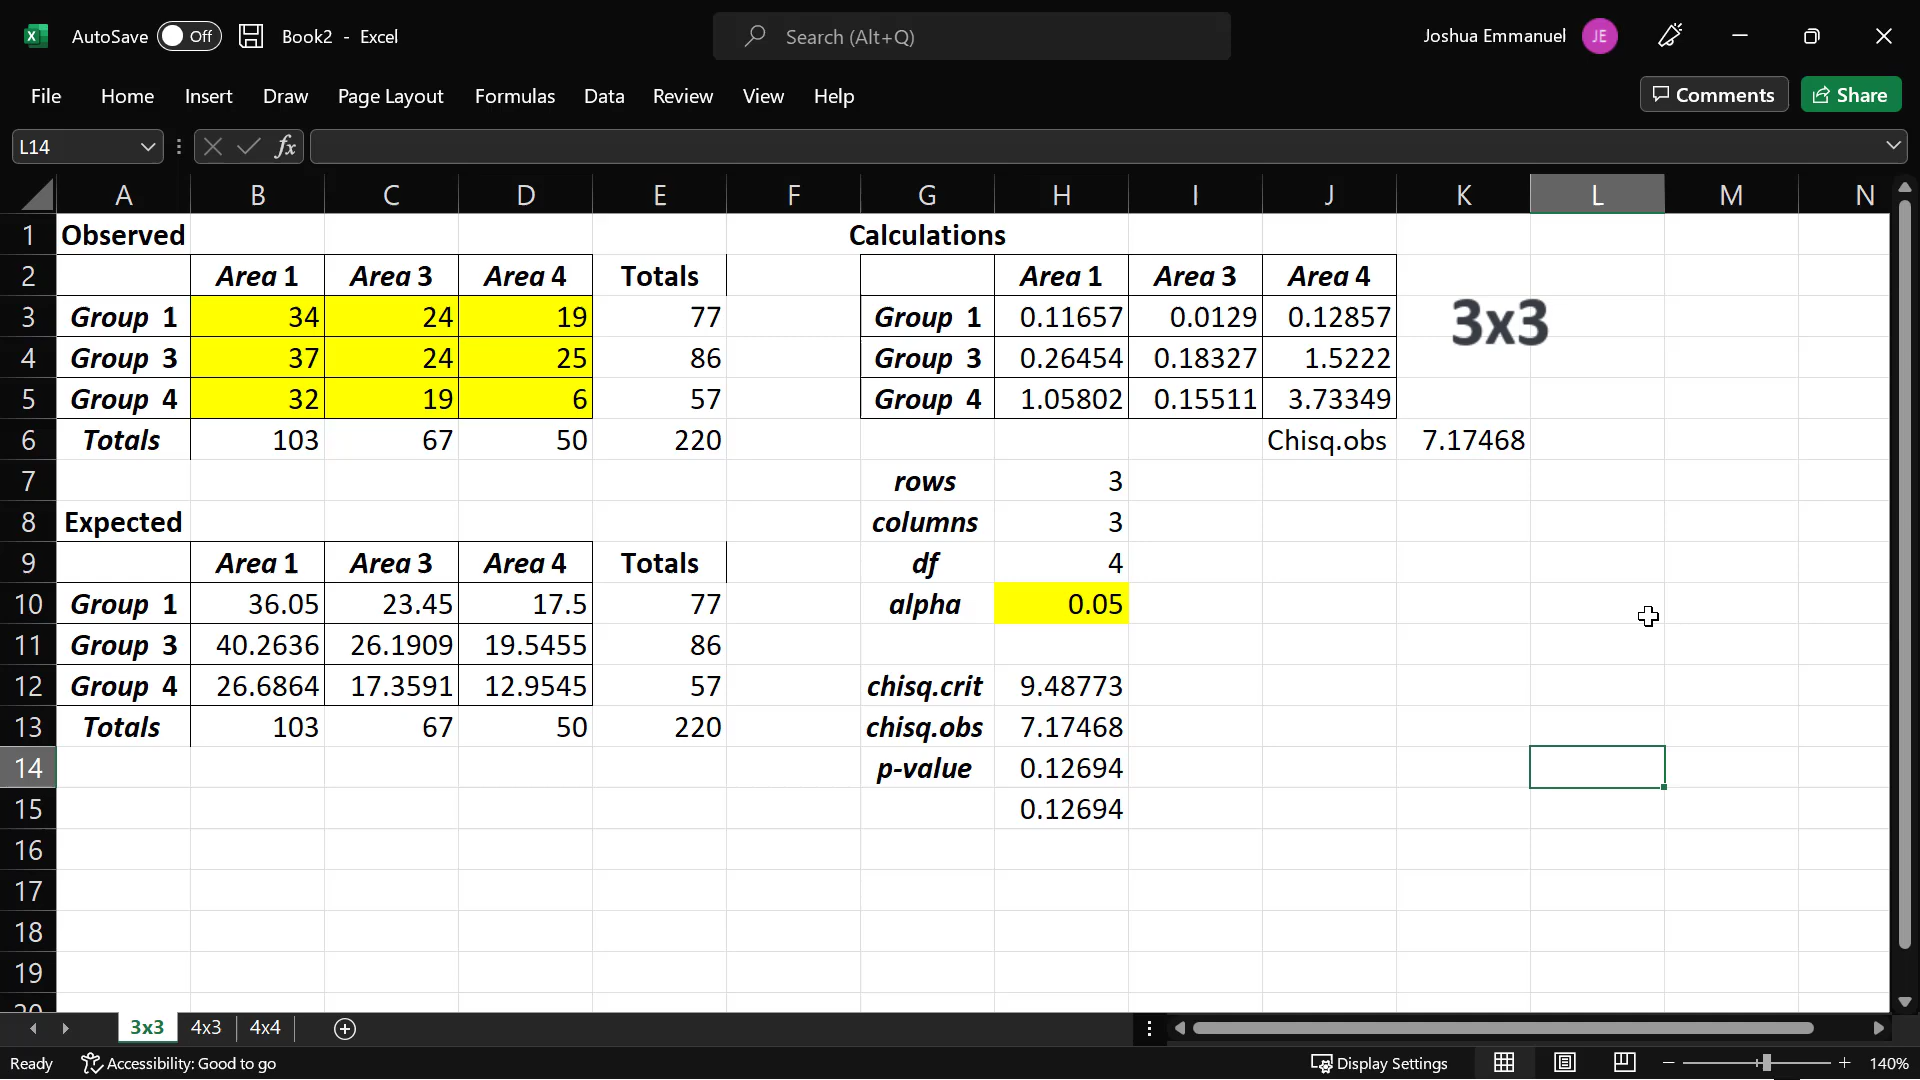 AutoSave Off Book2 - Excel Search (Alt+Q) Joshua Emmanuel JE
File Home Insert Draw Page Layout Formulas Data Review View Help Comments Share
L14 fx
A B C D E F G H I J K L M N
1 Observed Calculations
2 Area 1 Area 3 Area 4 Totals Area 1 Area 3 Area 4
3 Group 1 34 24 19 77 Group 1 0.11657 0.0129 0.12857 3x3
4 Group 3 37 24 25 86 Group 3 0.26454 0.18327 1.5222
5 Group 4 32 19 6 57 Group 4 1.05802 0.15511 3.73349
6 Totals 103 67 50 220 Chisq.obs 7.17468
7 rows 3
8 Expected columns 3
9 Area 1 Area 3 Area 4 Totals df 4
10 Group 1 36.05 23.45 17.5 77 alpha 0.05
11 Group 3 40.2636 26.1909 19.5455 86
12 Group 4 26.6864 17.3591 12.9545 57 chisq.crit 9.48773
13 Totals 103 67 50 220 chisq.obs 7.17468
14 p-value 0.12694
15 0.12694
16
17
18
19
20
3x3 4x3 4x4
Ready Accessibility: Good to go Display Settings 140%